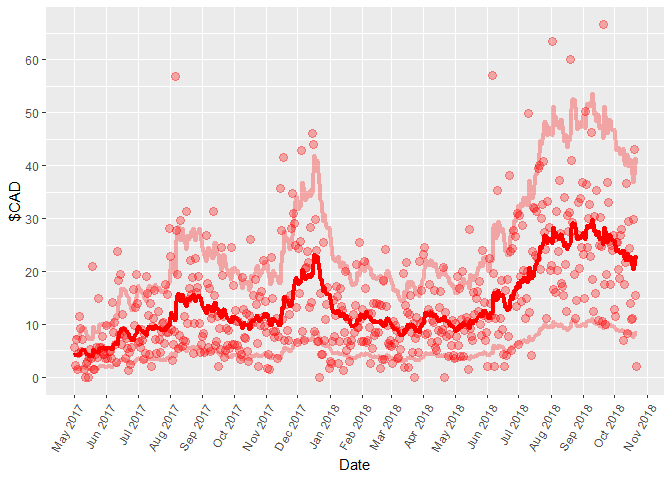 $CAD
60
50
40
30
20
10
0
May 2017
Jun 2017
Jul 2017
Aug 2017
Sep 2017
Oct 2017
Nov 2017
Dec 2017
Jan 2018
Feb 2018
Mar 2018
Apr 2018
May 2018
Jun 2018
Jul 2018
Aug 2018
Sep 2018
Oct 2018
Nov 2018
Date